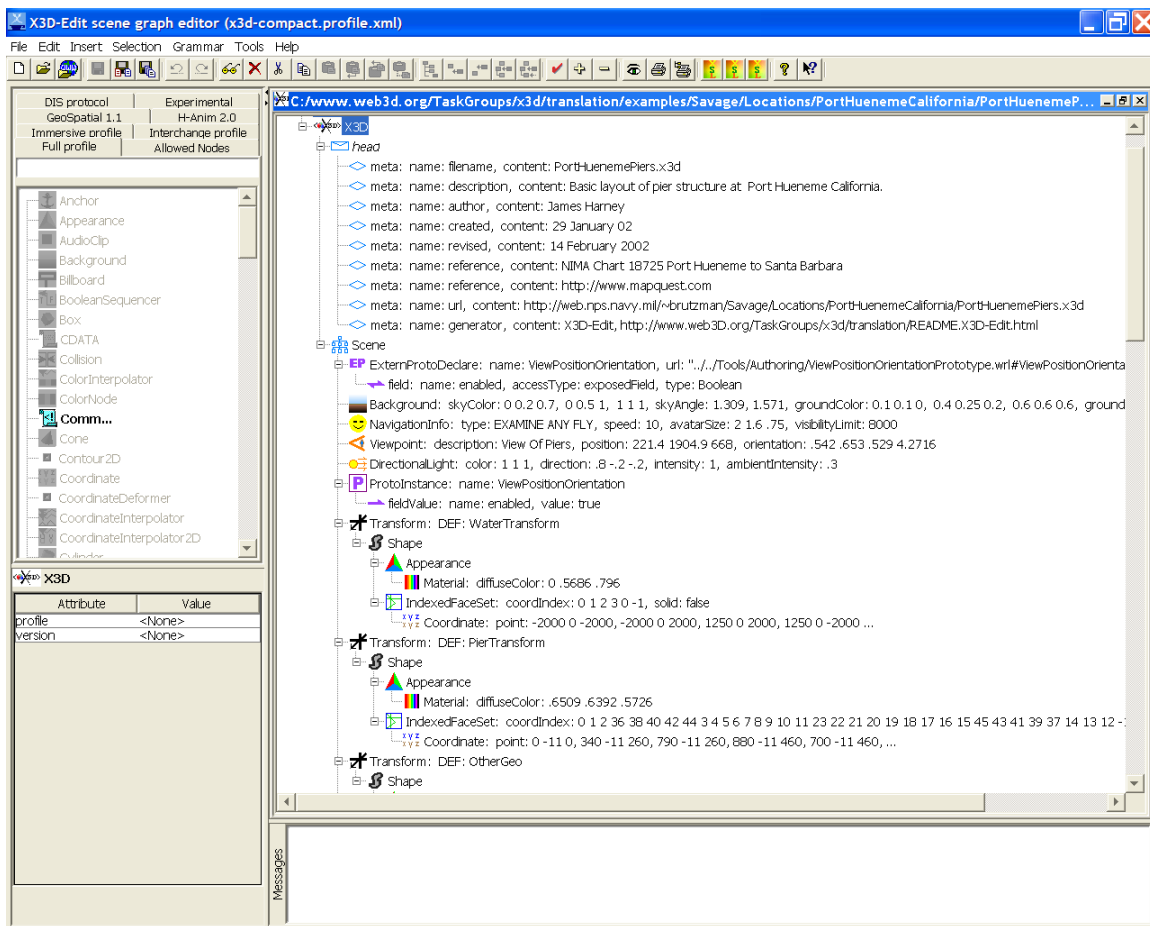 X3D-Edit scene graph editor (x3d-compact.profile.xml)
File Edit Insert Selection Grammar Tools Help
DIS protocol Experimental
GeoSpatial 1.1 H-Anim 2.0
Immersive profile Interchange profile
Full profile Allowed Nodes
Anchor
Appearance
AudioClip
Background
Billboard
BooleanSequencer
Box
CDATA
Collision
ColorInterpolator
ColorNode
Comm...
Cone
Contour2D
Coordinate
CoordinateDeformer
CoordinateInterpolator
CoordinateInterpolator2D
Cylinder
X3D
Attribute Value
profile <None>
version <None>
C:/www.web3d.org/TaskGroups/x3d/translation/examples/Savage/Locations/PortHuenemeCalifornia/PortHuenemeP...
X3D
head
meta: name: filename, content: PortHuenemePiers.x3d
meta: name: description, content: Basic layout of pier structure at Port Hueneme California.
meta: name: author, content: James Harney
meta: name: created, content: 29 January 02
meta: name: revised, content: 14 February 2002
meta: name: reference, content: NIMA Chart 18725 Port Hueneme to Santa Barbara
meta: name: reference, content: http://www.mapquest.com
meta: name: url, content: http://web.nps.navy.mil/~brutzman/Savage/Locations/PortHuenemeCalifornia/PortHuenemePiers.x3d
meta: name: generator, content: X3D-Edit, http://www.web3D.org/TaskGroups/x3d/translation/README.X3D-Edit.html
Scene
EP ExternProtoDeclare: name: ViewPositionOrientation, url: "../../Tools/Authoring/ViewPositionOrientationPrototype.wrl#ViewPositionOrienta
field: name: enabled, accessType: exposedField, type: Boolean
Background: skyColor: 0 0.2 0.7, 0 0.5 1, 1 1 1, skyAngle: 1.309, 1.571, groundColor: 0.1 0.1 0, 0.4 0.25 0.2, 0.6 0.6 0.6, ground
NavigationInfo: type: EXAMINE ANY FLY, speed: 10, avatarSize: 2 1.6 .75, visibilityLimit: 8000
Viewpoint: description: View Of Piers, position: 221.4 1904.9 668, orientation: .542 .653 .529 4.2716
DirectionalLight: color: 1 1 1, direction: .8 -.2 -.2, intensity: 1, ambientIntensity: .3
P ProtoInstance: name: ViewPositionOrientation
fieldValue: name: enabled, value: true
Transform: DEF: WaterTransform
Shape
Appearance
Material: diffuseColor: 0 .5686 .796
IndexedFaceSet: coordIndex: 0 1 2 3 0 -1, solid: false
Coordinate: point: -2000 0 -2000, -2000 0 2000, 1250 0 2000, 1250 0 -2000 ...
Transform: DEF: PierTransform
Shape
Appearance
Material: diffuseColor: .6509 .6392 .5726
IndexedFaceSet: coordIndex: 0 1 2 36 38 40 42 44 3 4 5 6 7 8 9 10 11 23 22 21 20 19 18 17 16 15 45 43 41 39 37 14 13 12 -
Coordinate: point: 0 -11 0, 340 -11 260, 790 -11 260, 880 -11 460, 700 -11 460, ...
Transform: DEF: OtherGeo
Shape
Messages